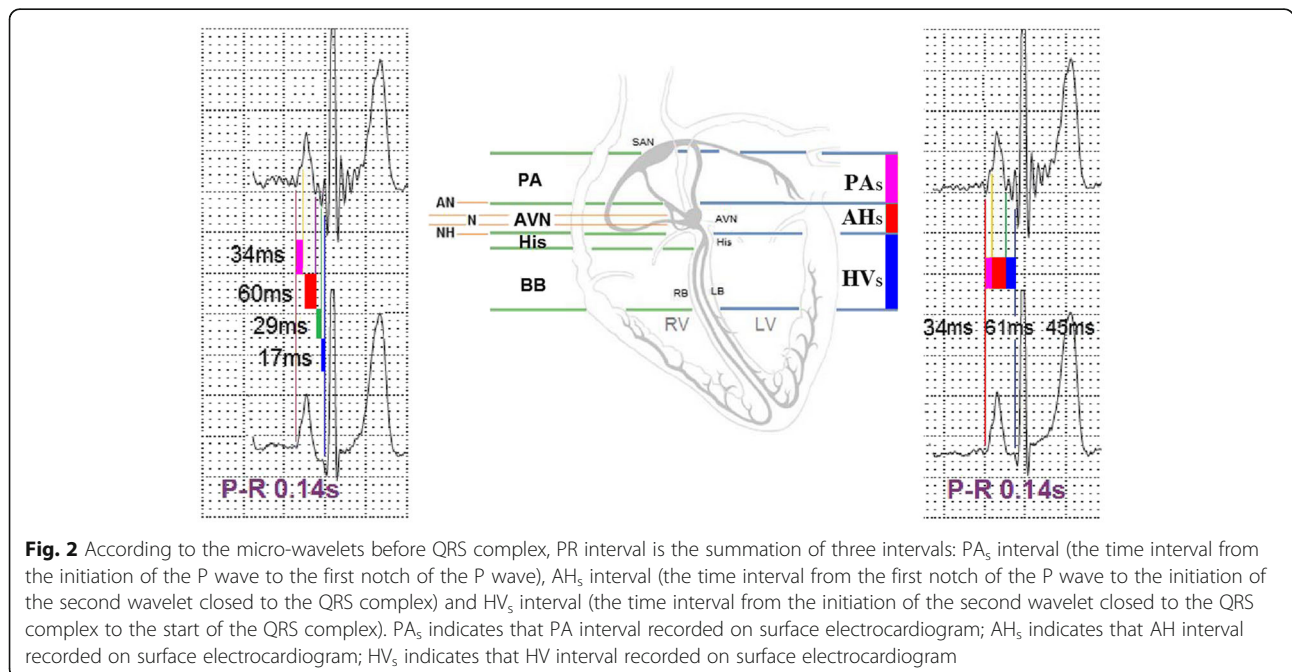 34ms
60ms
29ms
17ms
P-R 0.14s
SAN
PA
AN
N
AVN
NH
His
BB
AVN
His
RB
LB
RV
LV
PAs
AHs
HVs
34ms 61ms 45ms
P-R 0.14s
Fig. 2 According to the micro-wavelets before QRS complex, PR interval is the summation of three intervals: PAs interval (the time interval from
the initiation of the P wave to the first notch of the P wave), AHs interval (the time interval from the first notch of the P wave to the initiation of
the second wavelet closed to the QRS complex) and HVs interval (the time interval from the initiation of the second wavelet closed to the QRS
complex to the start of the QRS complex). PAs indicates that PA interval recorded on surface electrocardiogram; AHs indicates that AH interval
recorded on surface electrocardiogram; HVs indicates that HV interval recorded on surface electrocardiogram